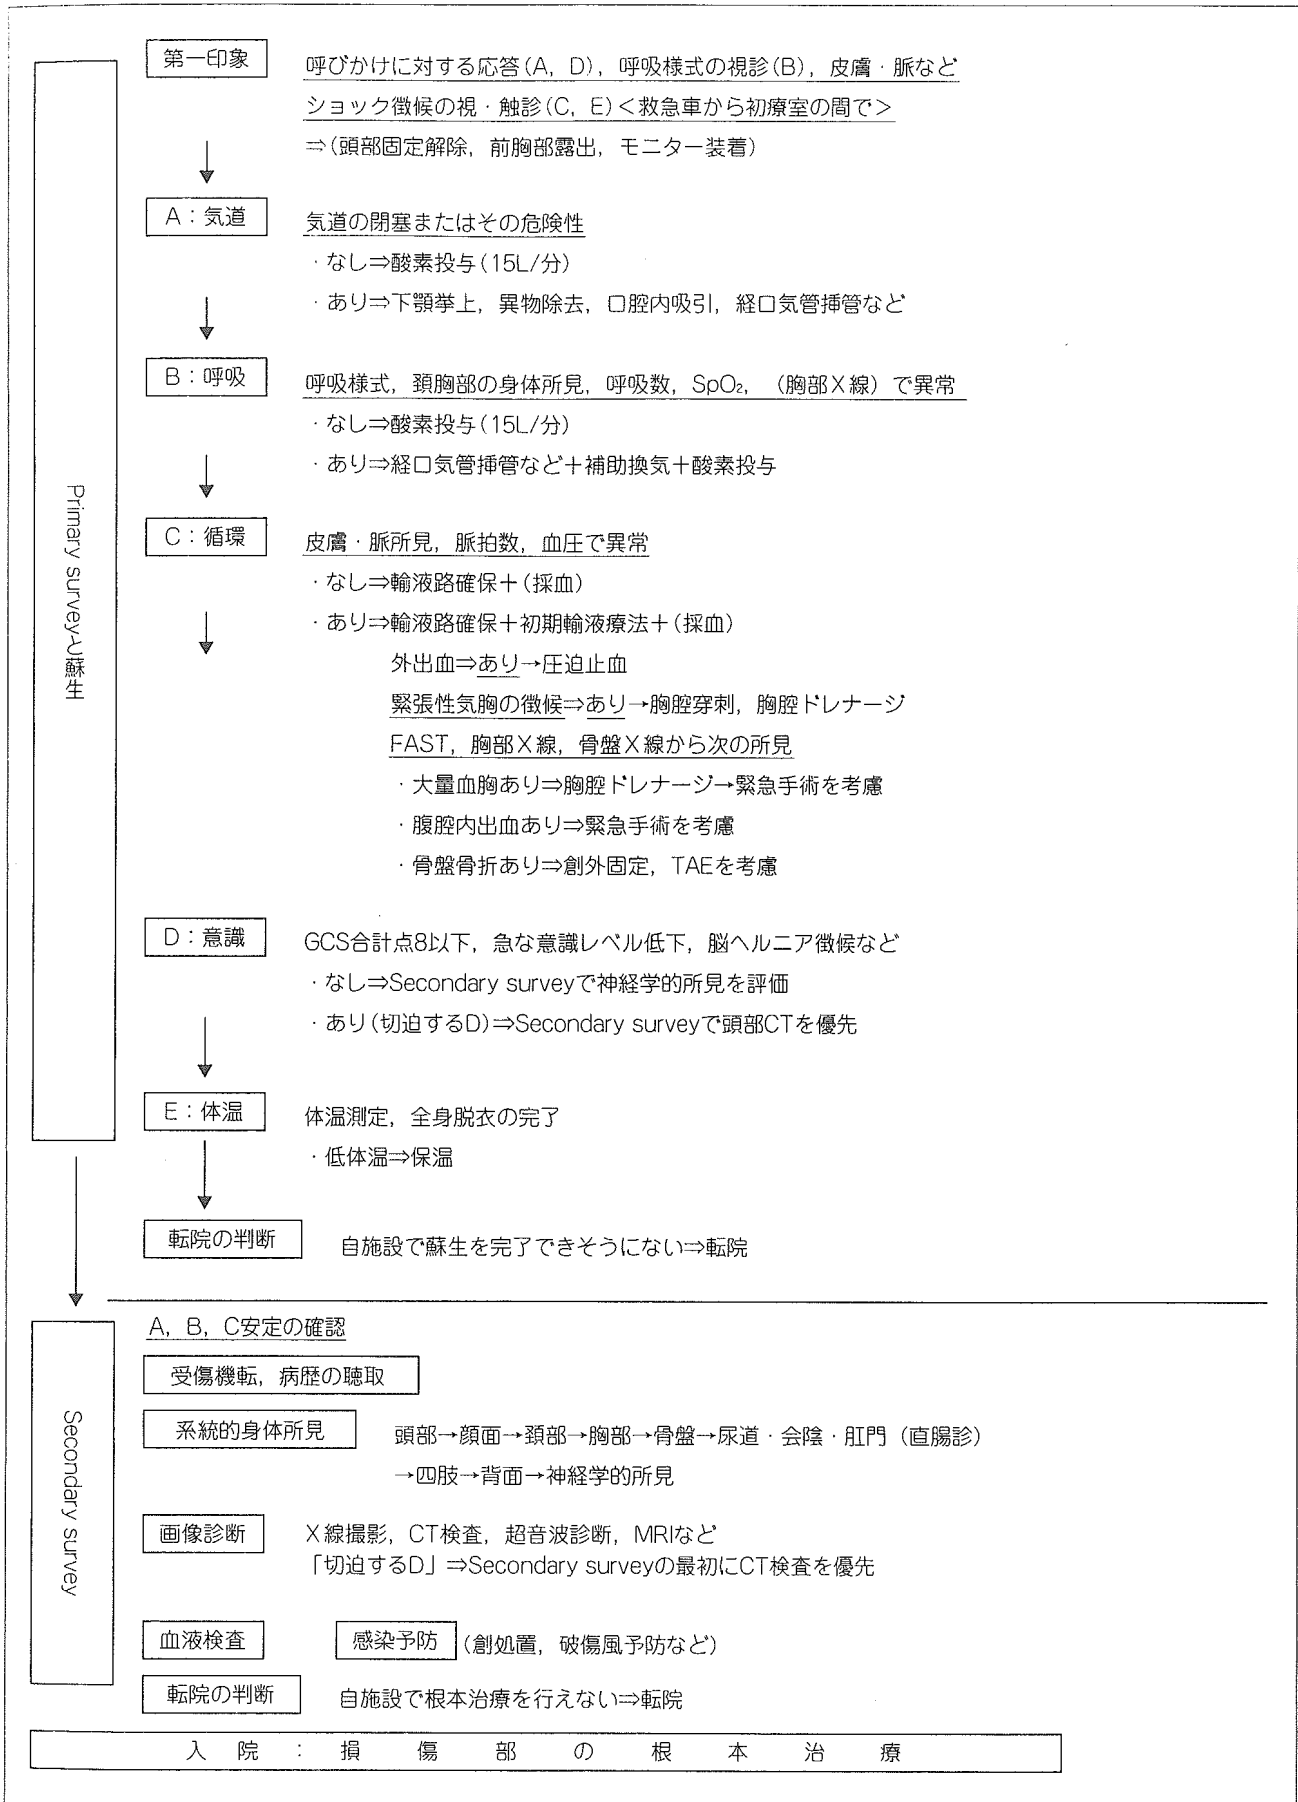 第一印象
呼びかけに対する応答(A, D), 呼吸様式の視診(B), 皮膚・脈など
ショック徴候の視・触診(C, E)<救急車から初療室の間で>
⇒(頭部固定解除, 前胸部露出, モニター装着)
A:気道
気道の閉塞またはその危険性
・なし⇒酸素投与(15L/分)
・あり⇒下顎挙上, 異物除去, 口腔内吸引, 経口気管挿管など
B:呼吸
呼吸様式, 頚胸部の身体所見, 呼吸数, SpO₂, (胸部X線)で異常
・なし⇒酸素投与(15L/分)
・あり⇒経口気管挿管など+補助換気+酸素投与
Primary surveyと蘇生
C:循環
皮膚・脈所見, 脈拍数, 血圧で異常
・なし⇒輸液路確保+(採血)
・あり⇒輸液路確保+初期輸液療法+(採血)
外出血⇒あり→圧迫止血
緊張性気胸の徴候⇒あり→胸腔穿刺, 胸腔ドレナージ
FAST, 胸部X線, 骨盤X線から次の所見
・大量血胸あり⇒胸腔ドレナージ→緊急手術を考慮
・腹腔内出血あり⇒緊急手術を考慮
・骨盤骨折あり⇒創外固定, TAEを考慮
D:意識
GCS合計点8以下, 急な意識レベル低下, 脳ヘルニア徴候など
・なし⇒Secondary surveyで神経学的所見を評価
・あり(切迫するD)⇒Secondary surveyで頭部CTを優先
E:体温
体温測定, 全身脱衣の完了
・低体温⇒保温
転院の判断
自施設で蘇生を完了できそうにない⇒転院
A, B, C安定の確認
受傷機転, 病歴の聴取
Secondary survey
系統的身体所見
頭部→顔面→頚部→胸部→骨盤→尿道・会陰・肛門(直腸診)
→四肢→背面→神経学的所見
画像診断
X線撮影, CT検査, 超音波診断, MRIなど
「切迫するD」⇒Secondary surveyの最初にCT検査を優先
血液検査
感染予防 (創処置, 破傷風予防など)
転院の判断
自施設で根本治療を行えない⇒転院
入院:損傷部の根本治療